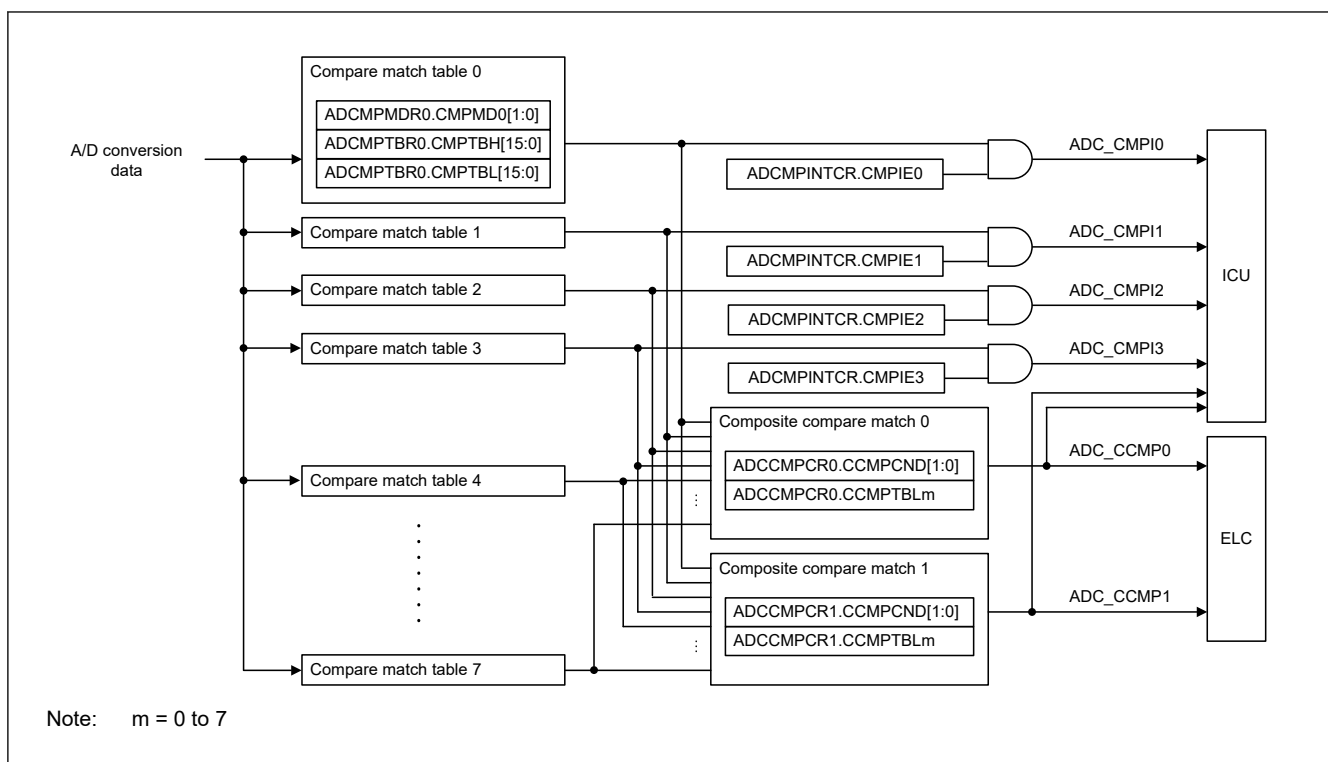 Compare match table 0
ADCMPMDR0.CMPMD0[1:0]
ADCMPTBR0.CMPTBH[15:0]
ADCMPTBR0.CMPTBL[15:0]
A/D conversion
data
ADC_CMPI0
ADCMPINTCR.CMPIE0
Compare match table 1
ADC_CMPI1
ADCMPINTCR.CMPIE1
ICU
Compare match table 2
ADC_CMPI2
ADCMPINTCR.CMPIE2
Compare match table 3
ADC_CMPI3
ADCMPINTCR.CMPIE3
Composite compare match 0
ADCCMPCR0.CCMPCND[1:0]
ADCCMPCR0.CCMPTBLm
ADC_CCMP0
Compare match table 4
ELC
Composite compare match 1
ADCCMPCR1.CCMPCND[1:0]
ADCCMPCR1.CCMPTBLm
ADC_CCMP1
Compare match table 7
Note: m = 0 to 7